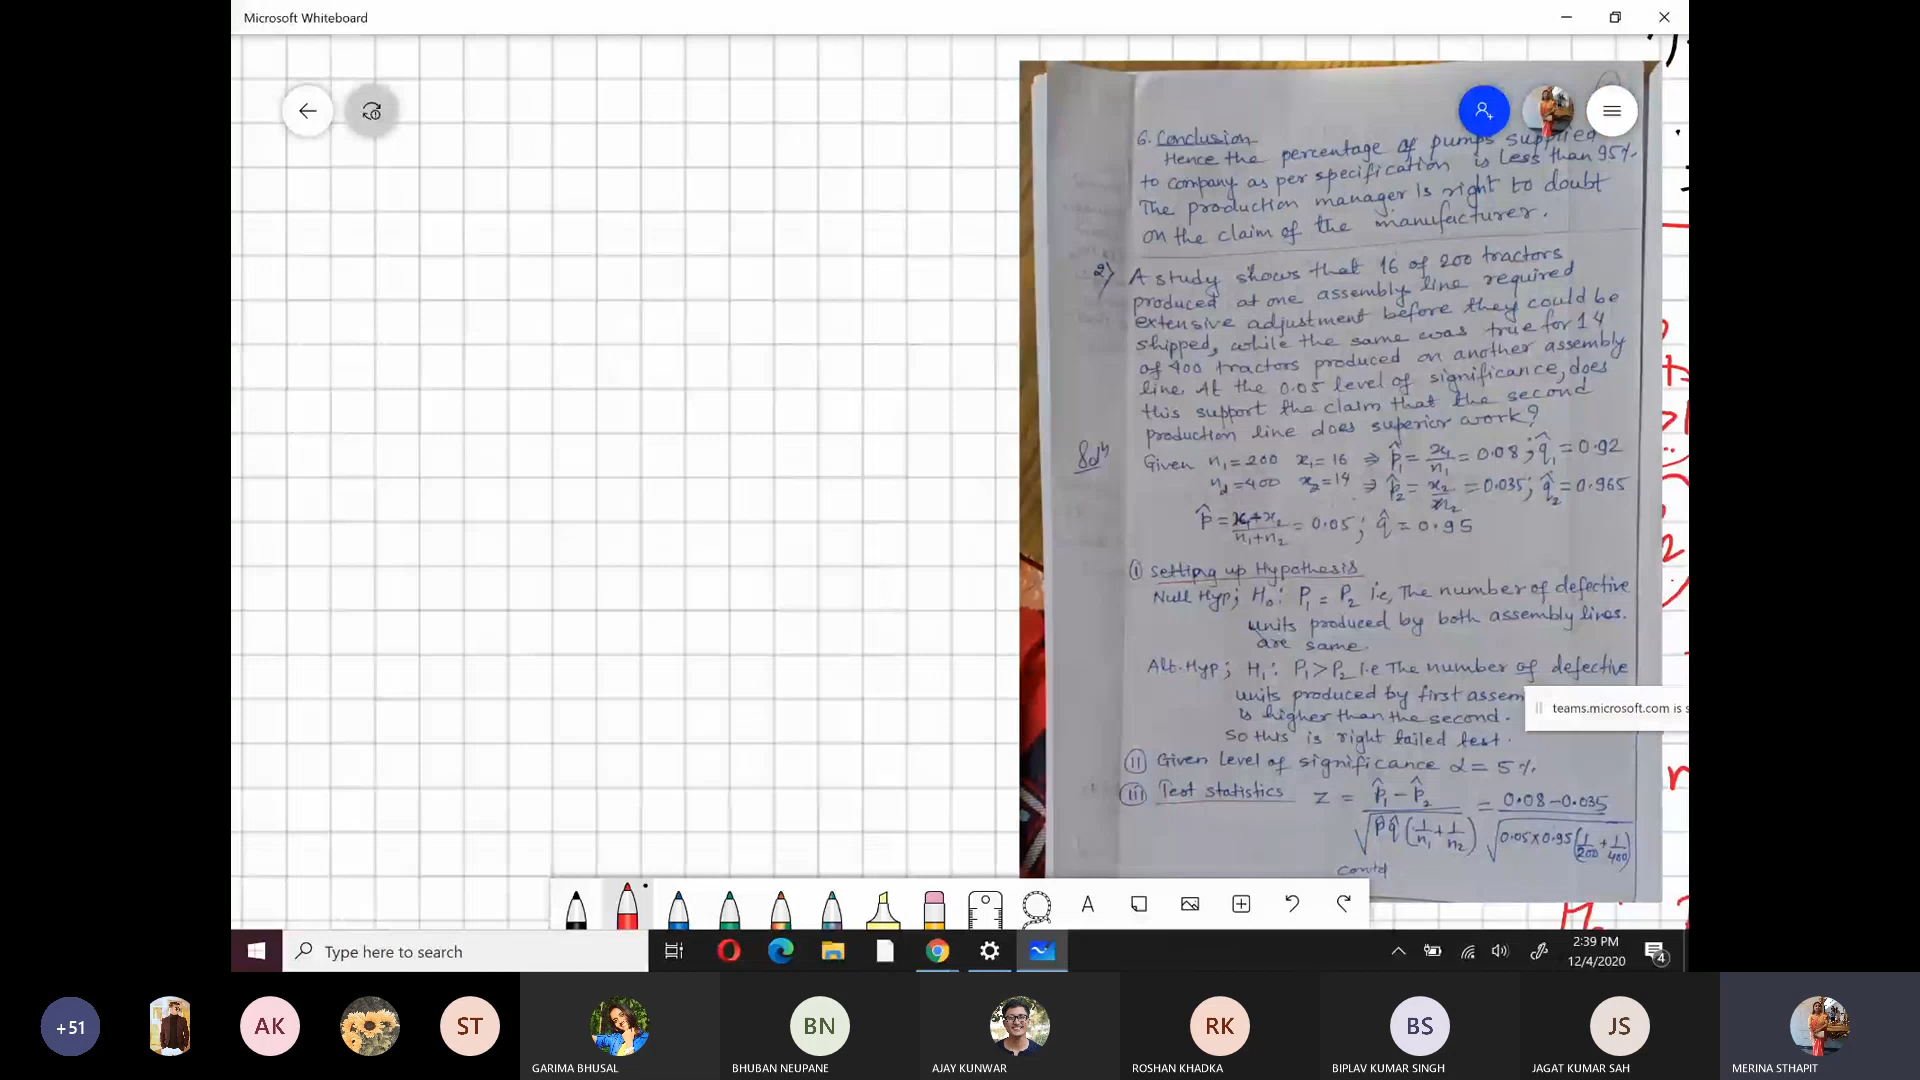 Microsoft Whiteboard
6. Conclusion
Hence the percentage of pumps supplied
to company as per specification is less than 95%.
The production manager is right to doubt
on the claim of the manufacturer.
2) A study shows that 16 of 200 tractors
produced at one assembly line required
extensive adjustment before they could be
shipped, while the same was true for 14
of 400 tractors produced on another assembly
line. At the 0.05 level of significance, does
this support the claim that the second
production line does superior work?
Sol^n Given n₁ = 200 x₁ = 16 ⇒ p̂₁ = x₁/n₁ = 0.08 ; q̂₁ = 0.92
n₂ = 400 x₂ = 14 ⇒ p̂₂ = x₂/n₂ = 0.035; q̂₂ = 0.965
p̂ = (x₁+x₂)/(n₁+n₂) = 0.05 ; q̂ = 0.95
(i) Setting up Hypothesis
Null Hyp; H₀: P₁ = P₂ i.e, The number of defective
units produced by both assembly lines.
are same.
Alt. Hyp; H₁: P₁ > P₂ i.e The number of defective
units produced by first assem
is higher than the second.
So this is right tailed test.
(ii) Given level of significance α = 5%
(iii) Test statistics Z = (p̂₁ - p̂₂)/√(p̂q̂(1/n₁ + 1/n₂)) = (0.08 - 0.035)/√(0.05×0.95(1/200 + 1/400))
contd
teams.microsoft.com is s
Type here to search
2:39 PM
12/4/2020
4
+51
AK
ST
GARIMA BHUSAL
BN
BHUBAN NEUPANE
AJAY KUNWAR
RK
ROSHAN KHADKA
BS
BIPLAV KUMAR SINGH
JS
JAGAT KUMAR SAH
MERINA STHAPIT